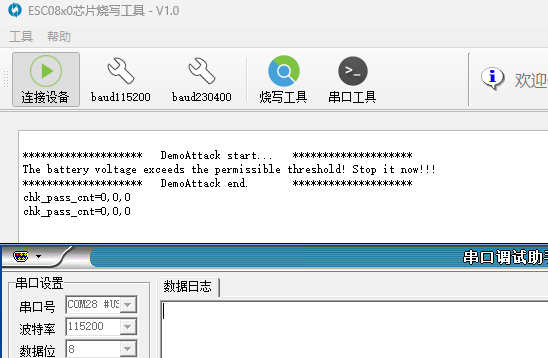 ESC08x0芯片烧写工具 - V1.0
工具 帮助
连接设备 baud115200 baud230400 烧写工具 串口工具 欢迎
******************** DemoAttack start... ********************
The battery voltage exceeds the permissible threshold! Stop it now!!!
******************** DemoAttack end. ********************
chk_pass_cnt=0,0,0
chk_pass_cnt=0,0,0
串口调试助
串口设置 数据日志
串口号 COM28 #US
波特率 115200
数据位 8